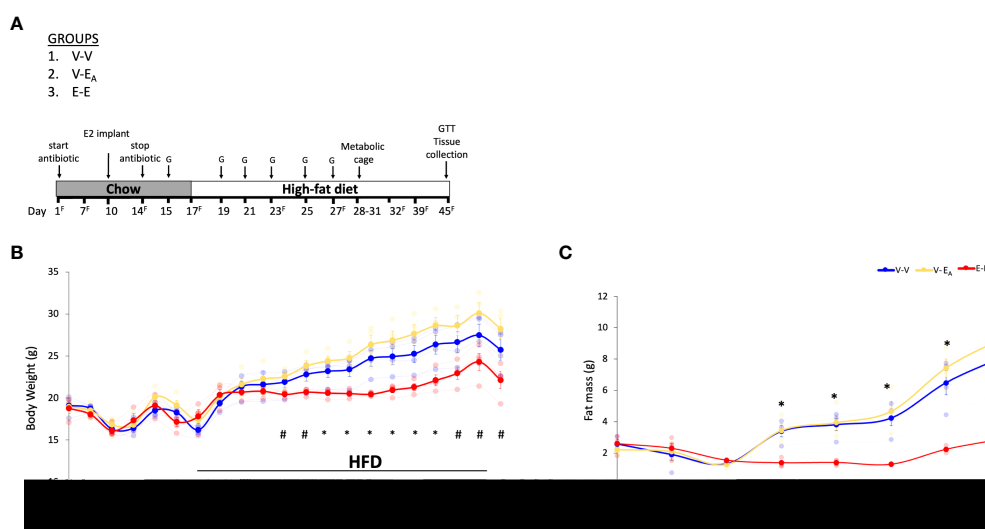 A
GROUPS
1. V-V
2. V-EA
3. E-E
start antibiotic
E2 implant
stop antibiotic
G
G
G
G
G
G
Metabolic cage
GTT Tissue collection
Chow
High-fat diet
Day 1F 7F 10 14F 15 17F 19 21 23F 25 27F 28-31 32F 39F 45F
B
35
30
25
20
15
Body Weight (g)
# # * * * * * * # # #
HFD
C
V-V V-EA
12
10
8
6
4
2
Fat mass (g)
* * * *